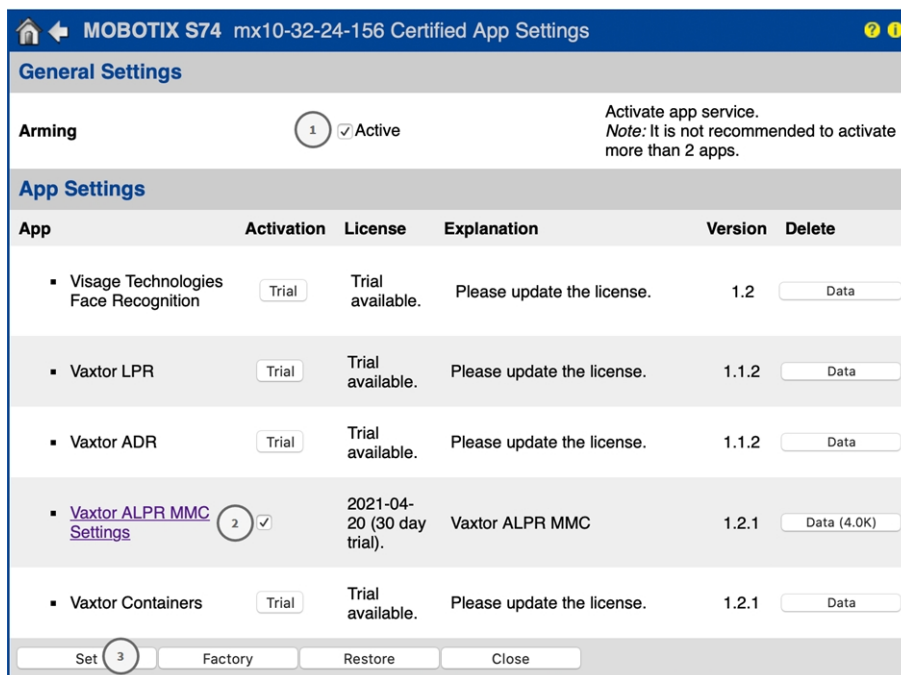 MOBOTIX S74 mx10-32-24-156 Certified App Settings ? i
General Settings
Arming 1 Active Activate app service.
Note: It is not recommended to activate
more than 2 apps.
App Settings
App Activation License Explanation Version Delete
Visage Technologies
Face Recognition Trial Trial
available. Please update the license. 1.2 Data
Vaxtor LPR Trial Trial
available. Please update the license. 1.1.2 Data
Vaxtor ADR Trial Trial
available. Please update the license. 1.1.2 Data
Vaxtor ALPR MMC
Settings 2 2021-04-
20 (30 day
trial). Vaxtor ALPR MMC 1.2.1 Data (4.0K)
Vaxtor Containers Trial Trial
available. Please update the license. 1.2.1 Data
Set 3 Factory Restore Close